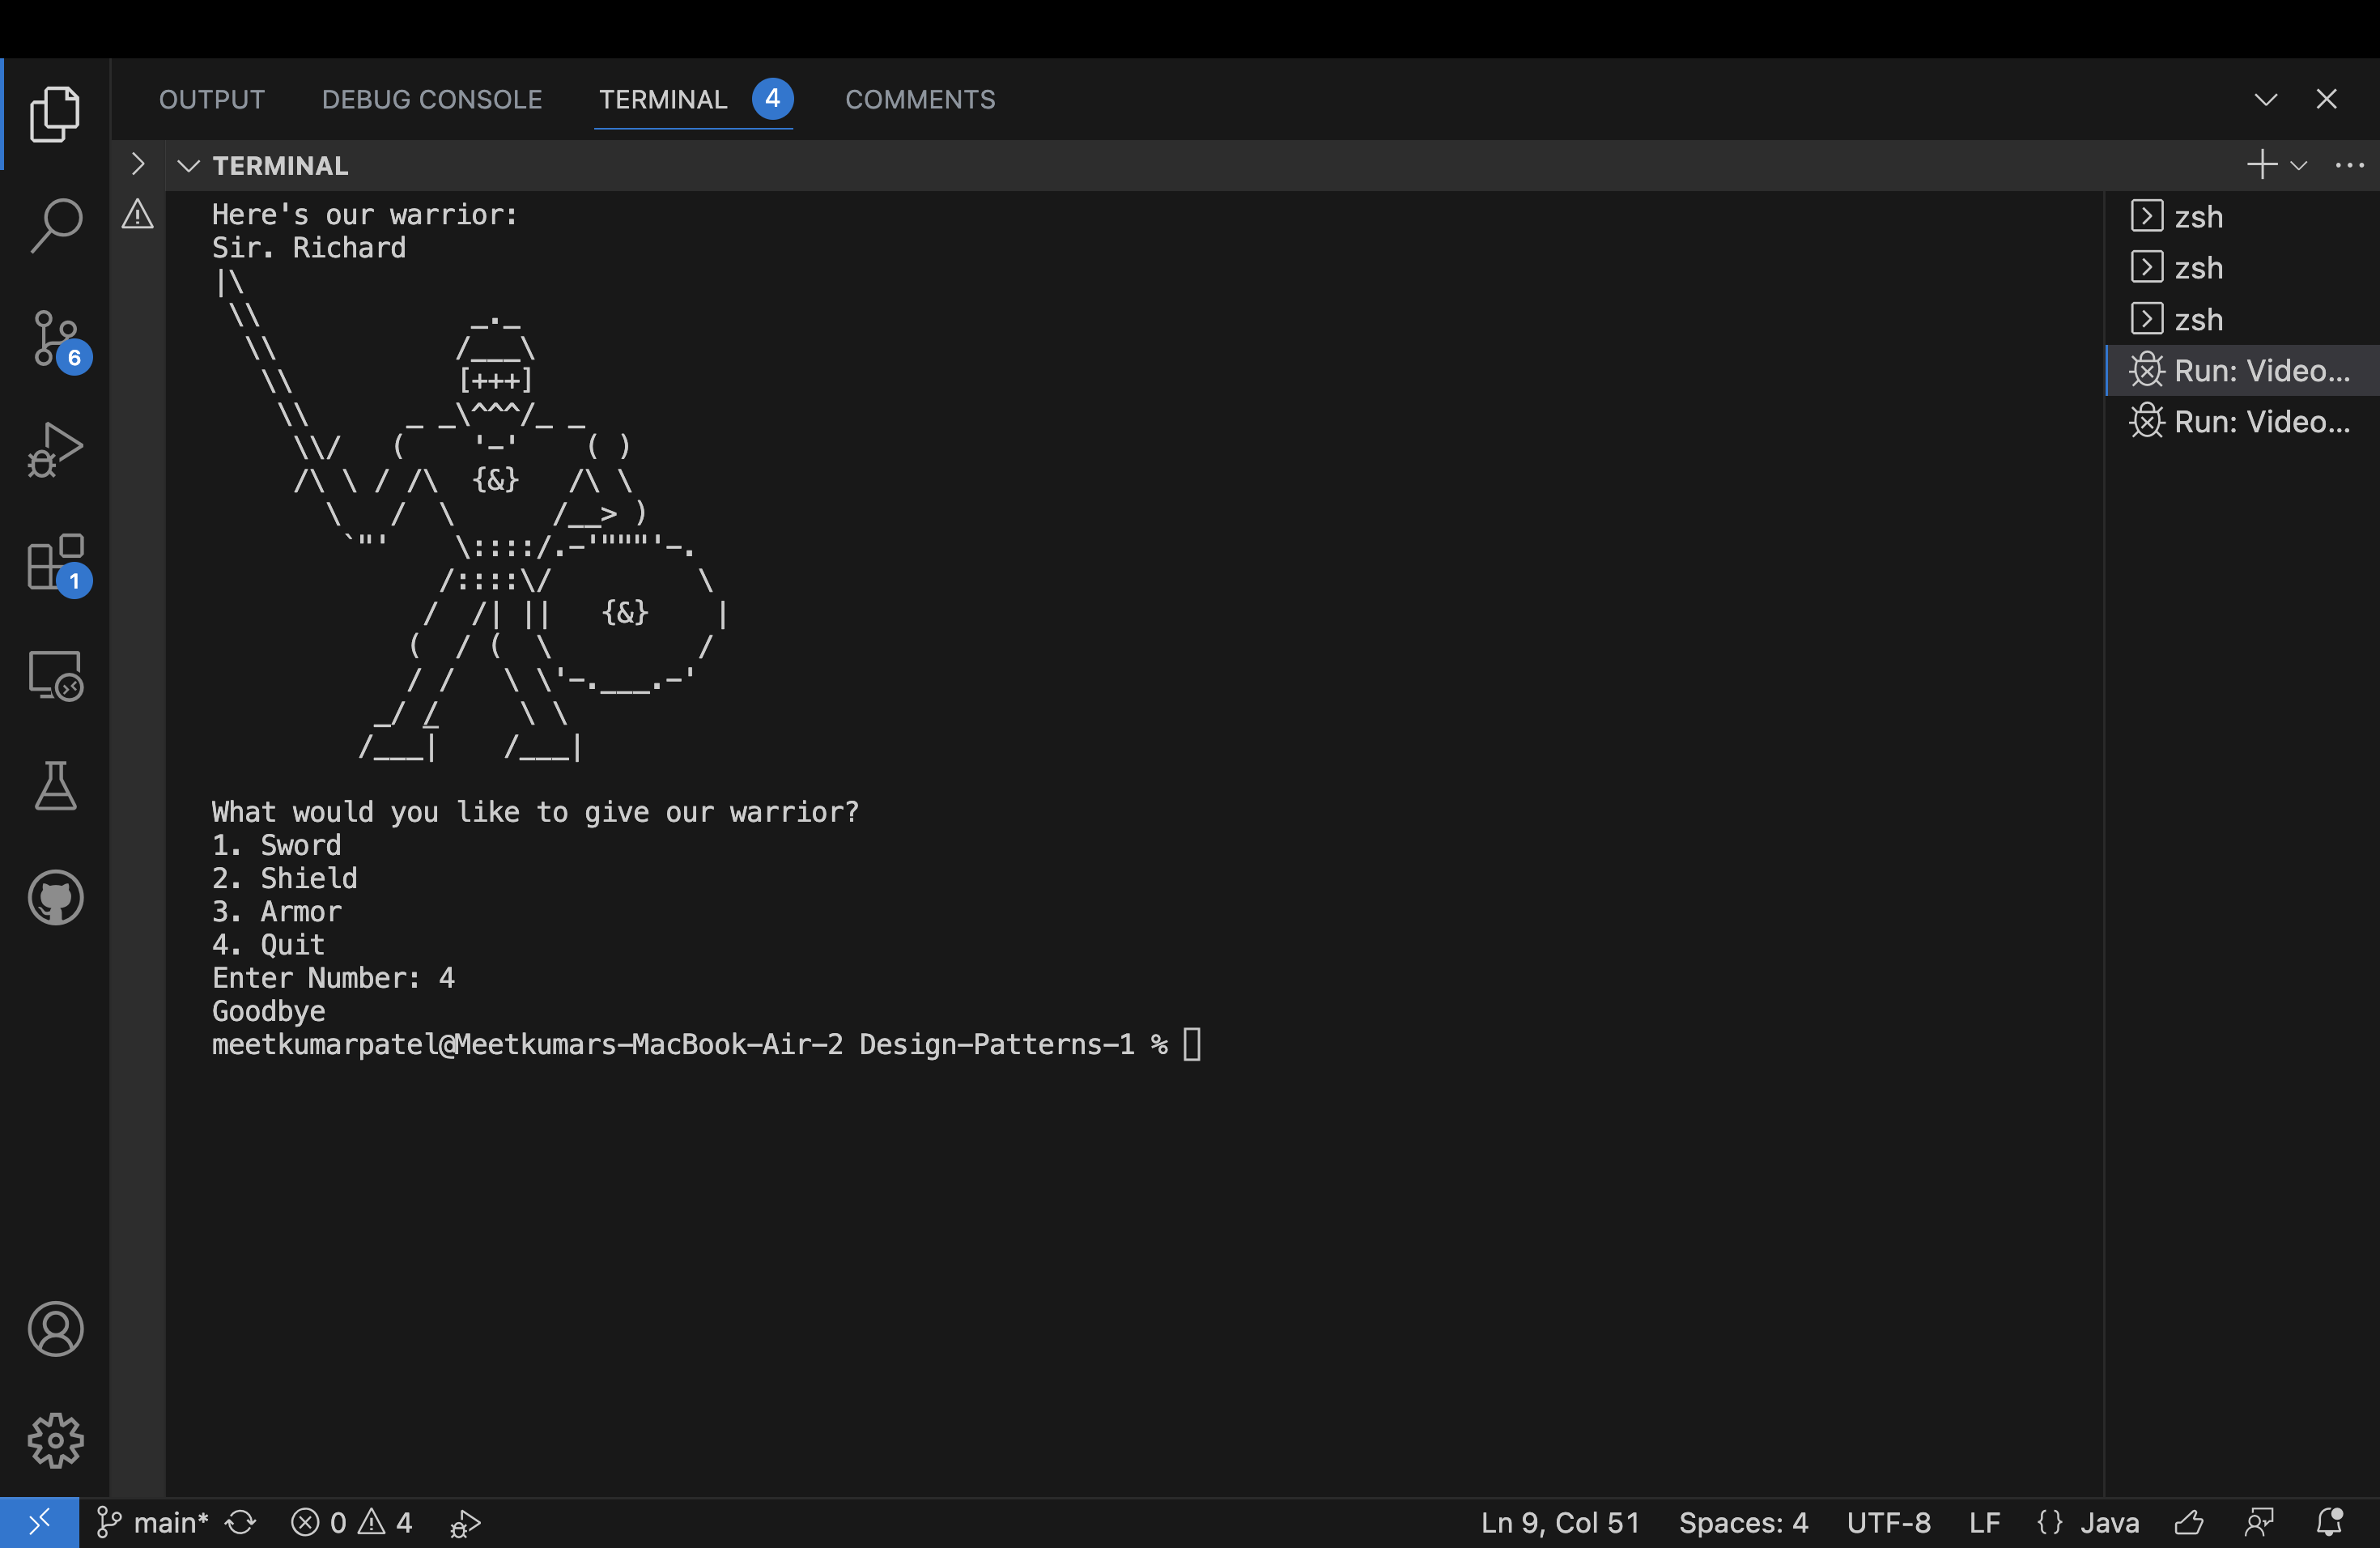 OUTPUT DEBUG CONSOLE TERMINAL 4 COMMENTS
TERMINAL
Here's our warrior:
Sir. Richard
|\
 \\             _._
  \\           /___\
   \\          [+++]
    \\      _ _\^^^/_ _
     \\/   (    '-'    ( )
     /\ \ / /\  {&}   /\ \
       \   /  \      /__> )
        `"'    \::::/.-'"""'-.
              /::::\/         \
             /  /| ||   {&}    |
            (  / (  \         /
            / /   \ \'-.___.-'
          _/ /     \ \
         /___|    /___|
What would you like to give our warrior?
1. Sword
2. Shield
3. Armor
4. Quit
Enter Number: 4
Goodbye
meetkumarpatel@Meetkumars-MacBook-Air-2 Design-Patterns-1 %
zsh
zsh
zsh
Run: Video...
Run: Video...
6
1
main* 0 4 Ln 9, Col 51 Spaces: 4 UTF-8 LF {} Java